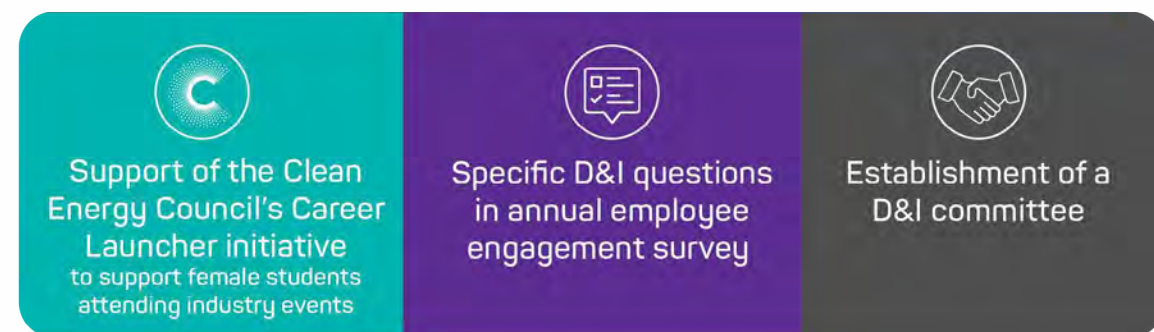 Support of the Clean
Energy Council's Career
Launcher initiative
to support female students
attending industry events
Specific D&I questions
in annual employee
engagement survey
Establishment of a
D&I committee